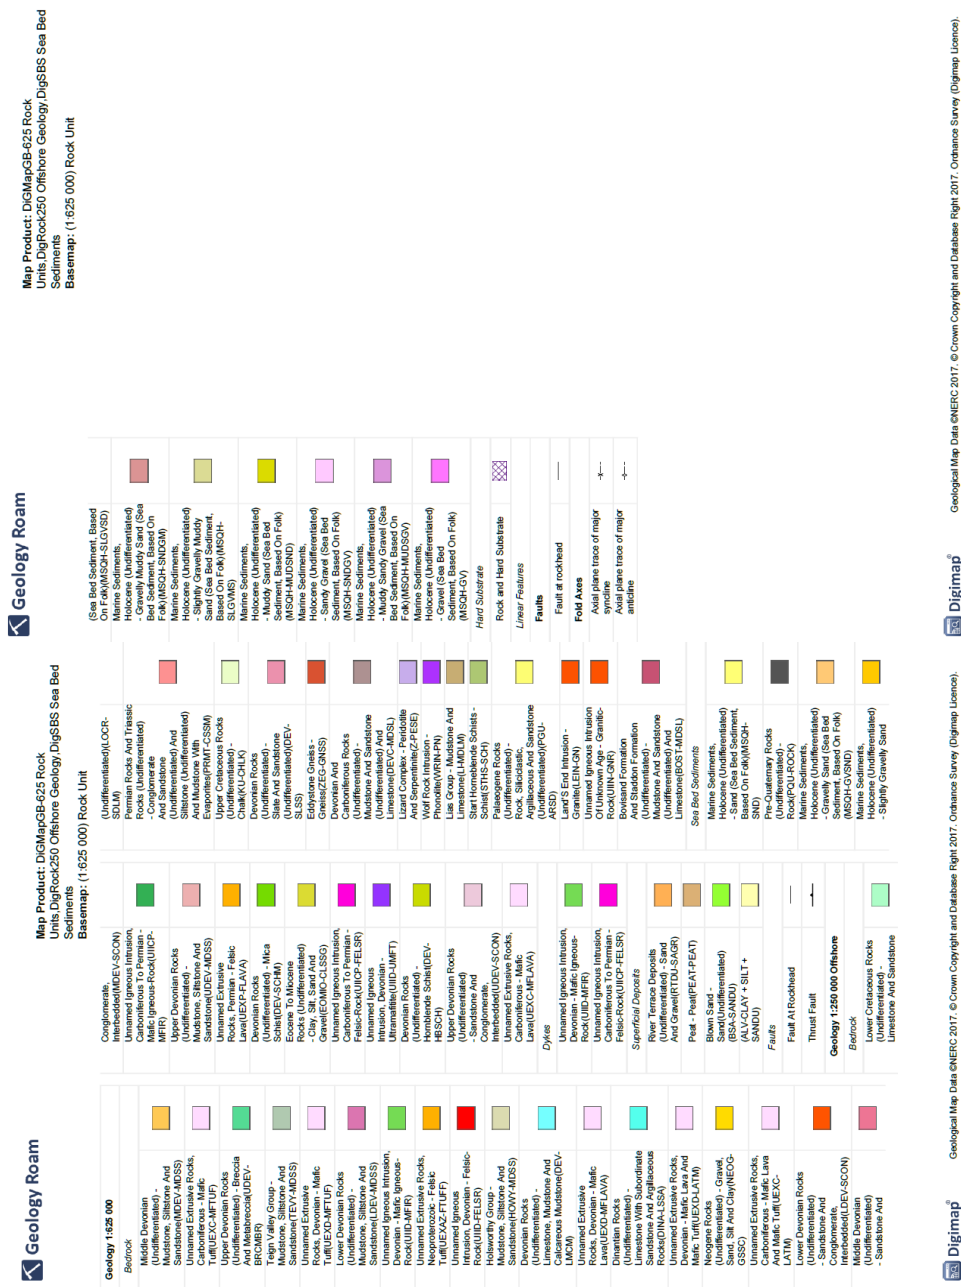 Geology Roam
Map Product: DiGMapGB-625 Rock
Units,DigRock250 Offshore Geology,DigSBS Sea Bed
Sediments
Basemap: (1:625 000) Rock Unit
Geology 1:625 000
Bedrock
Middle Devonian
(Undifferentiated) -
Mudstone, Siltstone And
Sandstone(MDEV-MDSS)
Unnamed Extrusive Rocks,
Carboniferous - Mafic
Tuff(UEXC-MFTUF)
Upper Devonian Rocks
(Undifferentiated) - Breccia
And Metabreccia(UDEV-
BRCMBR)
Teign Valley Group -
Mudstone, Siltstone And
Sandstone(TEVY-MDSS)
Unnamed Extrusive
Rocks, Devonian - Mafic
Tuff(UEXD-MFTUF)
Lower Devonian Rocks
(Undifferentiated) -
Mudstone, Siltstone And
Sandstone(LDEV-MDSS)
Unnamed Igneous Intrusion,
Devonian - Mafic Igneous-
Rock(UIID-MFIR)
Unnamed Extrusive Rocks,
Neoproterozoic - Felsic
Tuff(UEXAZ-FTUFF)
Unnamed Igneous
Intrusion, Devonian - Felsic-
Rock(UIID-FELSR)
Holsworthy Group -
Mudstone, Siltstone And
Sandstone(HOWY-MDSS)
Devonian Rocks
(Undifferentiated) -
Limestone, Mudstone And
Calcareous Mudstone(DEV-
LMCM)
Unnamed Extrusive
Rocks, Devonian - Mafic
Lava(UEXD-MFLAVA)
Dinantian Rocks
(Undifferentiated) -
Limestone With Subordinate
Sandstone And Argillaceous
Rocks(DINA-LSSA)
Unnamed Extrusive Rocks,
Devonian - Mafic Lava And
Mafic Tuff(UEXD-LATM)
Neogene Rocks
(Undifferentiated) - Gravel,
Sand, Silt And Clay(NEOG-
GSSC)
Unnamed Extrusive Rocks,
Carboniferous - Mafic Lava
And Mafic Tuff(UEXC-
LATM)
Lower Devonian Rocks
(Undifferentiated)
- Sandstone And
Conglomerate,
Interbedded(LDEV-SCON)
Middle Devonian
(Undifferentiated)
- Sandstone And
Conglomerate,
Interbedded(MDEV-SCON)
Unnamed Igneous Intrusion,
Carboniferous To Permian -
Mafic Igneous-Rock(UIICP-
MFIR)
Upper Devonian Rocks
(Undifferentiated) -
Mudstone, Siltstone And
Sandstone(UDEV-MDSS)
Unnamed Extrusive
Rocks, Permian - Felsic
Lava(UEXP-FLAVA)
Devonian Rocks
(Undifferentiated) - Mica
Schist(DEV-SCHM)
Eocene To Miocene
Rocks (Undifferentiated)
- Clay, Silt, Sand And
Gravel(EOMIO-CLSSG)
Unnamed Igneous Intrusion,
Carboniferous To Permian -
Felsic-Rock(UIICP-FELSR)
Unnamed Igneous
Intrusion, Devonian -
Ultramafite(UIID-UMFT)
Devonian Rocks
(Undifferentiated) -
Hornblende Schist(DEV-
HBSCH)
Upper Devonian Rocks
(Undifferentiated)
- Sandstone And
Conglomerate,
Interbedded(UDEV-SCON)
Unnamed Extrusive Rocks,
Carboniferous - Mafic
Lava(UEXC-MFLAVA)
Dykes
Unnamed Igneous Intrusion,
Devonian - Mafic Igneous-
Rock(UIID-MFIR)
Unnamed Igneous Intrusion,
Carboniferous To Permian -
Felsic-Rock(UIICP-FELSR)
Superficial Deposits
River Terrace Deposits
(Undifferentiated) - Sand
And Gravel(RTDU-SAGR)
Peat - Peat(PEAT-PEAT)
Blown Sand -
Sand(Undifferentiated)
(BSA-SANDU)
(ALV-CLAY + SILT +
SANDU)
Faults
Fault At Rockhead
Thrust Fault
Geology 1:250 000 Offshore
Bedrock
Lower Cretaceous Rocks
(Undifferentiated) -
Limestone And Sandstone
(Undifferentiated)(LOCR-
SDLM)
Permian Rocks And Triassic
Rocks (Undifferentiated)
- Conglomerate
And Sandstone
(Undifferentiated) And
Siltstone (Undifferentiated)
And Mudstone With
Evaporites(PRMT-CSSM)
Upper Cretaceous Rocks
(Undifferentiated) -
Chalk(KU-CHLK)
Devonian Rocks
(Undifferentiated) -
Slate And Sandstone
(Undifferentiated)(DEV-
SLSS)
Eddystone Gneiss -
Gneiss(ZEG-GNSS)
Devonian And
Carboniferous Rocks
(Undifferentiated) -
Mudstone And Sandstone
(Undifferentiated) And
Limestone(DEVC-MDSL)
Lizard Complex - Peridotite
And Serpentinite(Z-PESE)
Wolf Rock Intrusion -
Phonolite(WRIN-PN)
Lias Group - Mudstone And
Limestone(LI-MDLM)
Start Hornblende Schists -
Schist(STHS-SCH)
Palaeogene Rocks
(Undifferentiated) -
Rock, Siliciclastic,
Argillaceous And Sandstone
(Undifferentiated)(PGU-
ARSD)
Land'S End Intrusion -
Granite(LEIN-GN)
Unnamed Igneous Intrusion
Of Unknown Age - Granitic-
Rock(UIIN-GNR)
Bovisand Formation
And Staddon Formation
(Undifferentiated) -
Mudstone And Sandstone
(Undifferentiated) And
Limestone(BOST-MDSL)
Sea Bed Sediments
Marine Sediments,
Holocene (Undifferentiated)
- Sand (Sea Bed Sediment,
Based On Folk)(MSQH-
SND)
Pre-Quaternary Rocks
(Undifferentiated) -
Rock(PQU-ROCK)
Marine Sediments,
Holocene (Undifferentiated)
- Gravelly Sand (Sea Bed
Sediment, Based On Folk)
(MSQH-GVSND)
Marine Sediments,
Holocene (Undifferentiated)
- Slightly Gravelly Sand
Digimap®
Geological Map Data ©NERC 2017. © Crown Copyright and Database Right 2017. Ordnance Survey (Digimap Licence).
Geology Roam
Map Product: DiGMapGB-625 Rock
Units,DigRock250 Offshore Geology,DigSBS Sea Bed
Sediments
Basemap: (1:625 000) Rock Unit
(Sea Bed Sediment, Based
On Folk)(MSQH-SLGVSD)
Marine Sediments,
Holocene (Undifferentiated)
- Gravelly Muddy Sand (Sea
Bed Sediment, Based On
Folk)(MSQH-SNDGM)
Marine Sediments,
Holocene (Undifferentiated)
- Slightly Gravelly Muddy
Sand (Sea Bed Sediment,
Based On Folk)(MSQH-
SLGVMS)
Marine Sediments,
Holocene (Undifferentiated)
- Muddy Sand (Sea Bed
Sediment, Based On Folk)
(MSQH-MUDSND)
Marine Sediments,
Holocene (Undifferentiated)
- Sandy Gravel (Sea Bed
Sediment, Based On Folk)
(MSQH-SNDGV)
Marine Sediments,
Holocene (Undifferentiated)
- Muddy Sandy Gravel (Sea
Bed Sediment, Based On
Folk)(MSQH-MUDSGV)
Marine Sediments,
Holocene (Undifferentiated)
- Gravel (Sea Bed
Sediment, Based On Folk)
(MSQH-GV)
Hard Substrate
Rock and Hard Substrate
Linear Features
Faults
Fault at rockhead
Fold Axes
Axial plane trace of major
syncline
Axial plane trace of major
anticline
Digimap®
Geological Map Data ©NERC 2017. © Crown Copyright and Database Right 2017. Ordnance Survey (Digimap Licence).